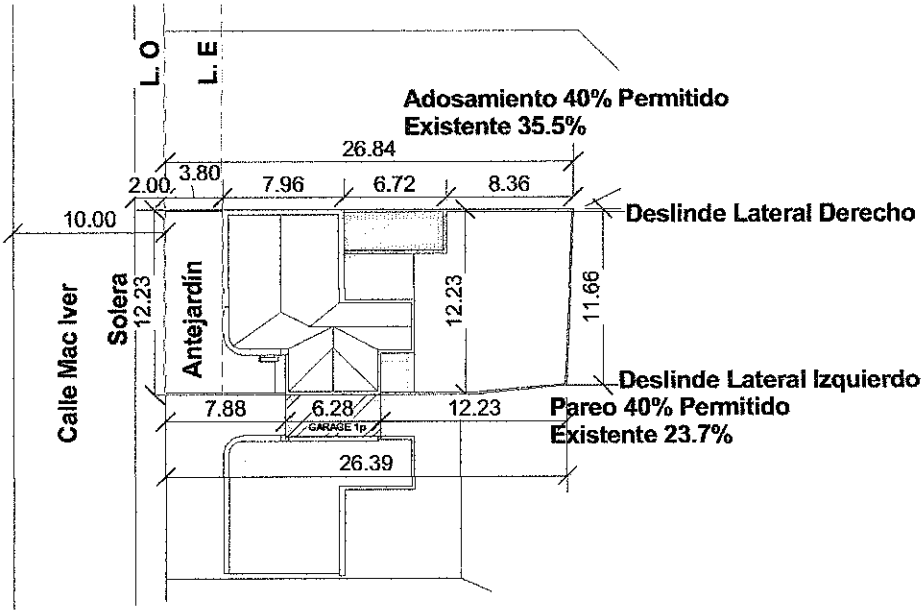 L. O
L. E
Adosamiento 40% Permitido
Existente 35.5%
26.84
2.00
3.80
7.96
6.72
8.36
10.00
Deslinde Lateral Derecho
Calle Mac Iver
Solera
12.23
Antejardín
12.23
11.66
Deslinde Lateral Izquierdo
7.88
6.28
12.23
Pareo 40% Permitido
GARAGE 1p
Existente 23.7%
26.39